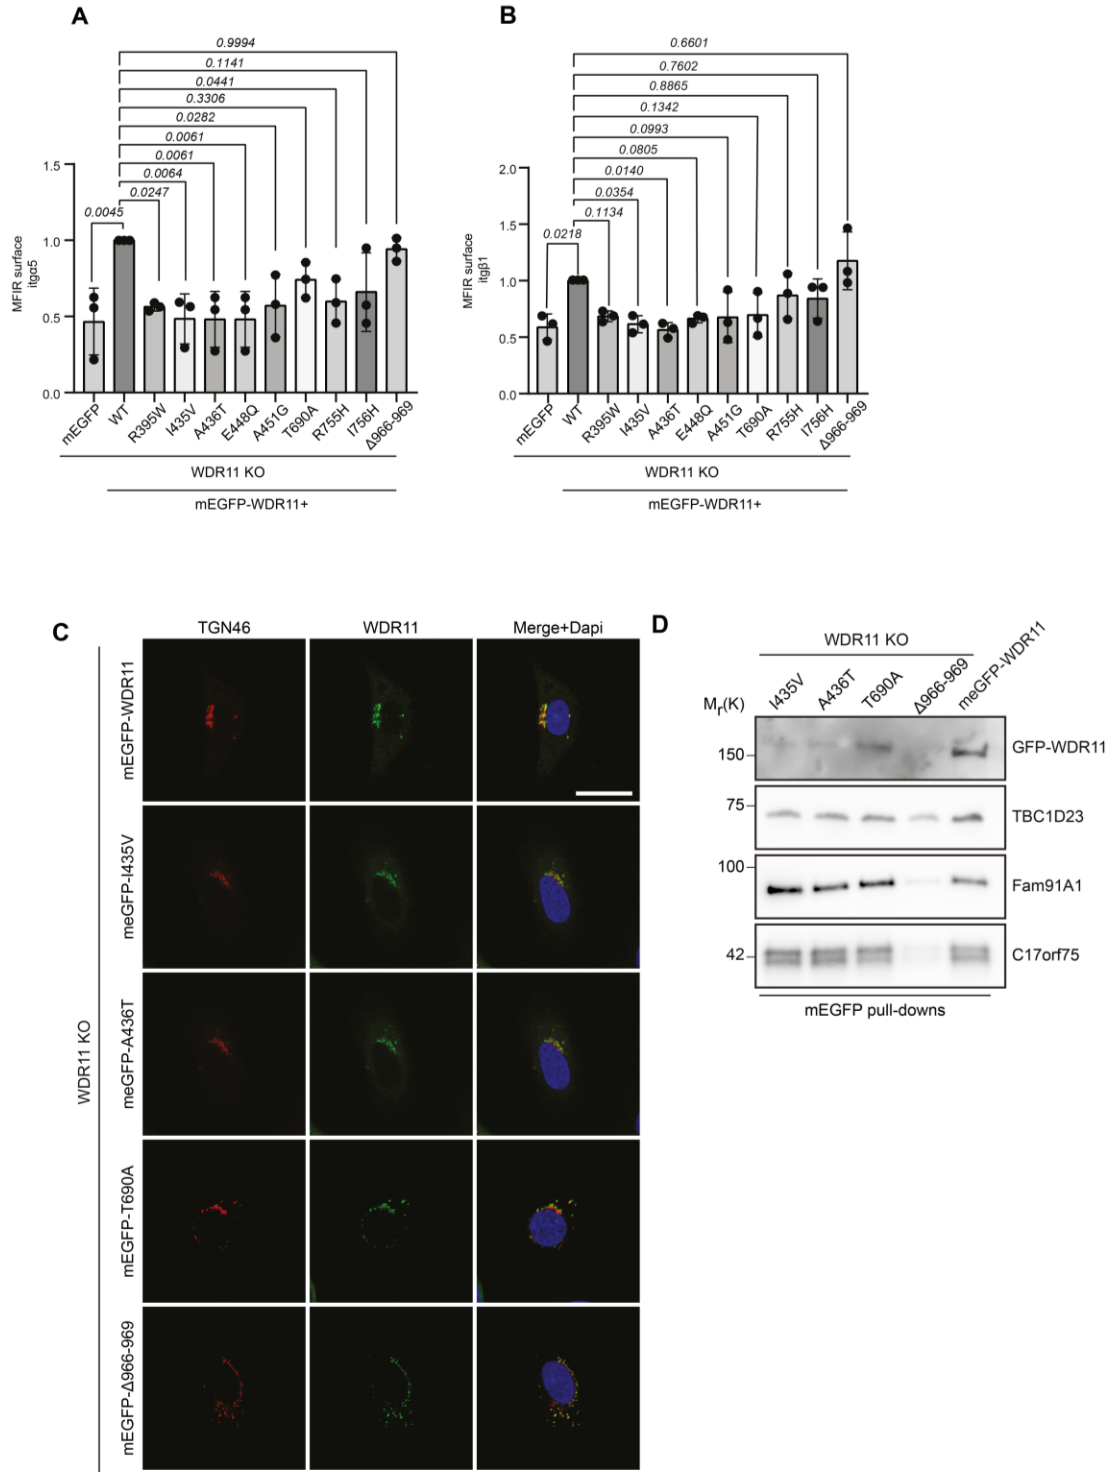 A
0.9994
0.1141
0.0441
0.3306
0.0282
0.0061
0.0061
0.0064
0.0247
0.0045
1.5
1.0
0.5
0.0
MFIR surface
itgα5
mEGFP
WT
R395W
I435V
A436T
E448Q
A451G
T690A
R755H
I756H
Δ966-969
WDR11 KO
mEGFP-WDR11+
B
0.6601
0.7602
0.8865
0.1342
0.0993
0.0805
0.0140
0.0354
0.1134
0.0218
2.0
1.5
1.0
0.5
0.0
MFIR surface
itgβ1
mEGFP
WT
R395W
I435V
A436T
E448Q
A451G
T690A
R755H
I756H
Δ966-969
WDR11 KO
mEGFP-WDR11+
C
TGN46 WDR11 Merge+Dapi
WDR11 KO
mEGFP-WDR11
meGFP-I435V
meGFP-A436T
mEGFP-T690A
mEGFP-Δ966-969
D
WDR11 KO
I435V
A436T
T690A
Δ966-969
meGFP-WDR11
Mr(K)
150 GFP-WDR11
75 TBC1D23
100 Fam91A1
42 C17orf75
mEGFP pull-downs